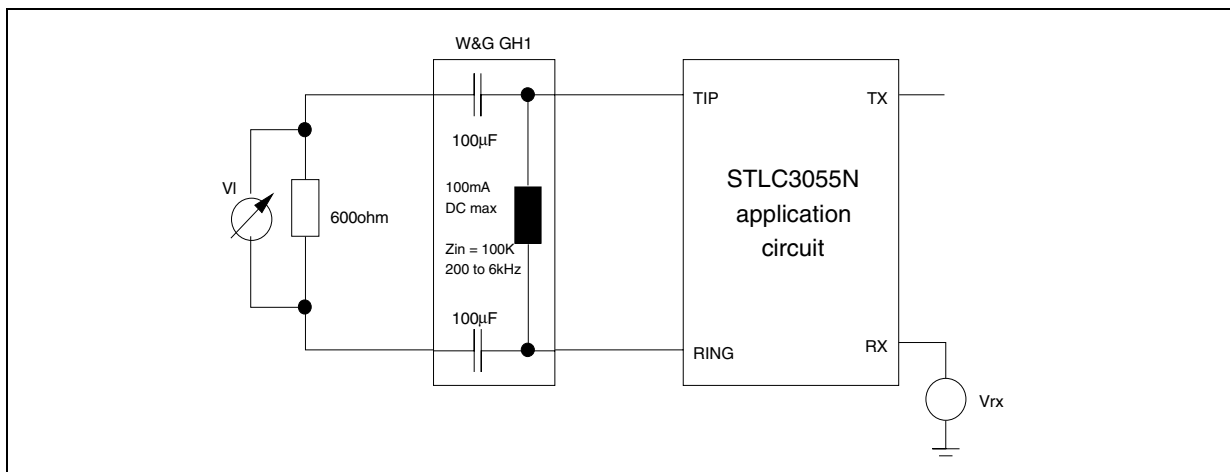 W&G GH1
TIP
TX
100μF
STLC3055N
application
circuit
VI
600ohm
100mA
DC max
Zin = 100K
200 to 6kHz
100μF
RING
RX
Vrx